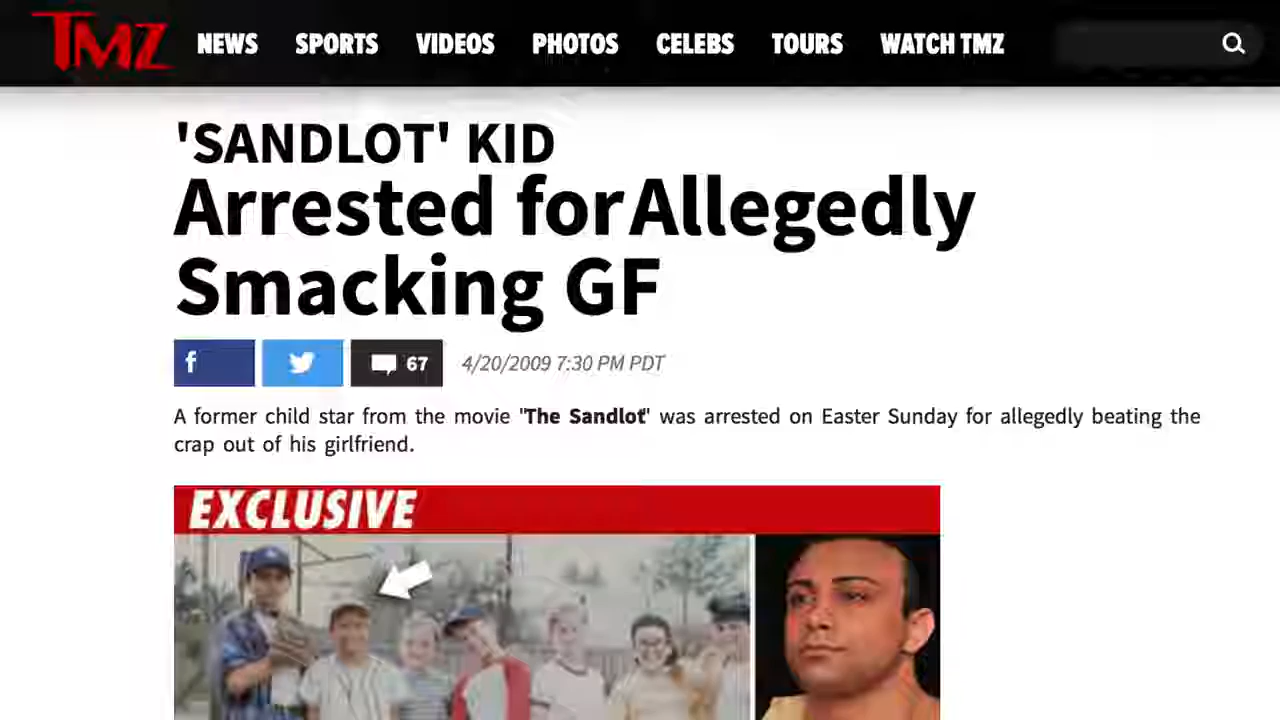 TMZ NEWS SPORTS VIDEOS PHOTOS CELEBS TOURS WATCH TMZ
'SANDLOT' KID
Arrested for Allegedly
Smacking GF
f 67 4/20/2009 7:30 PM PDT
A former child star from the movie 'The Sandlot' was arrested on Easter Sunday for allegedly beating the
crap out of his girlfriend.
EXCLUSIVE